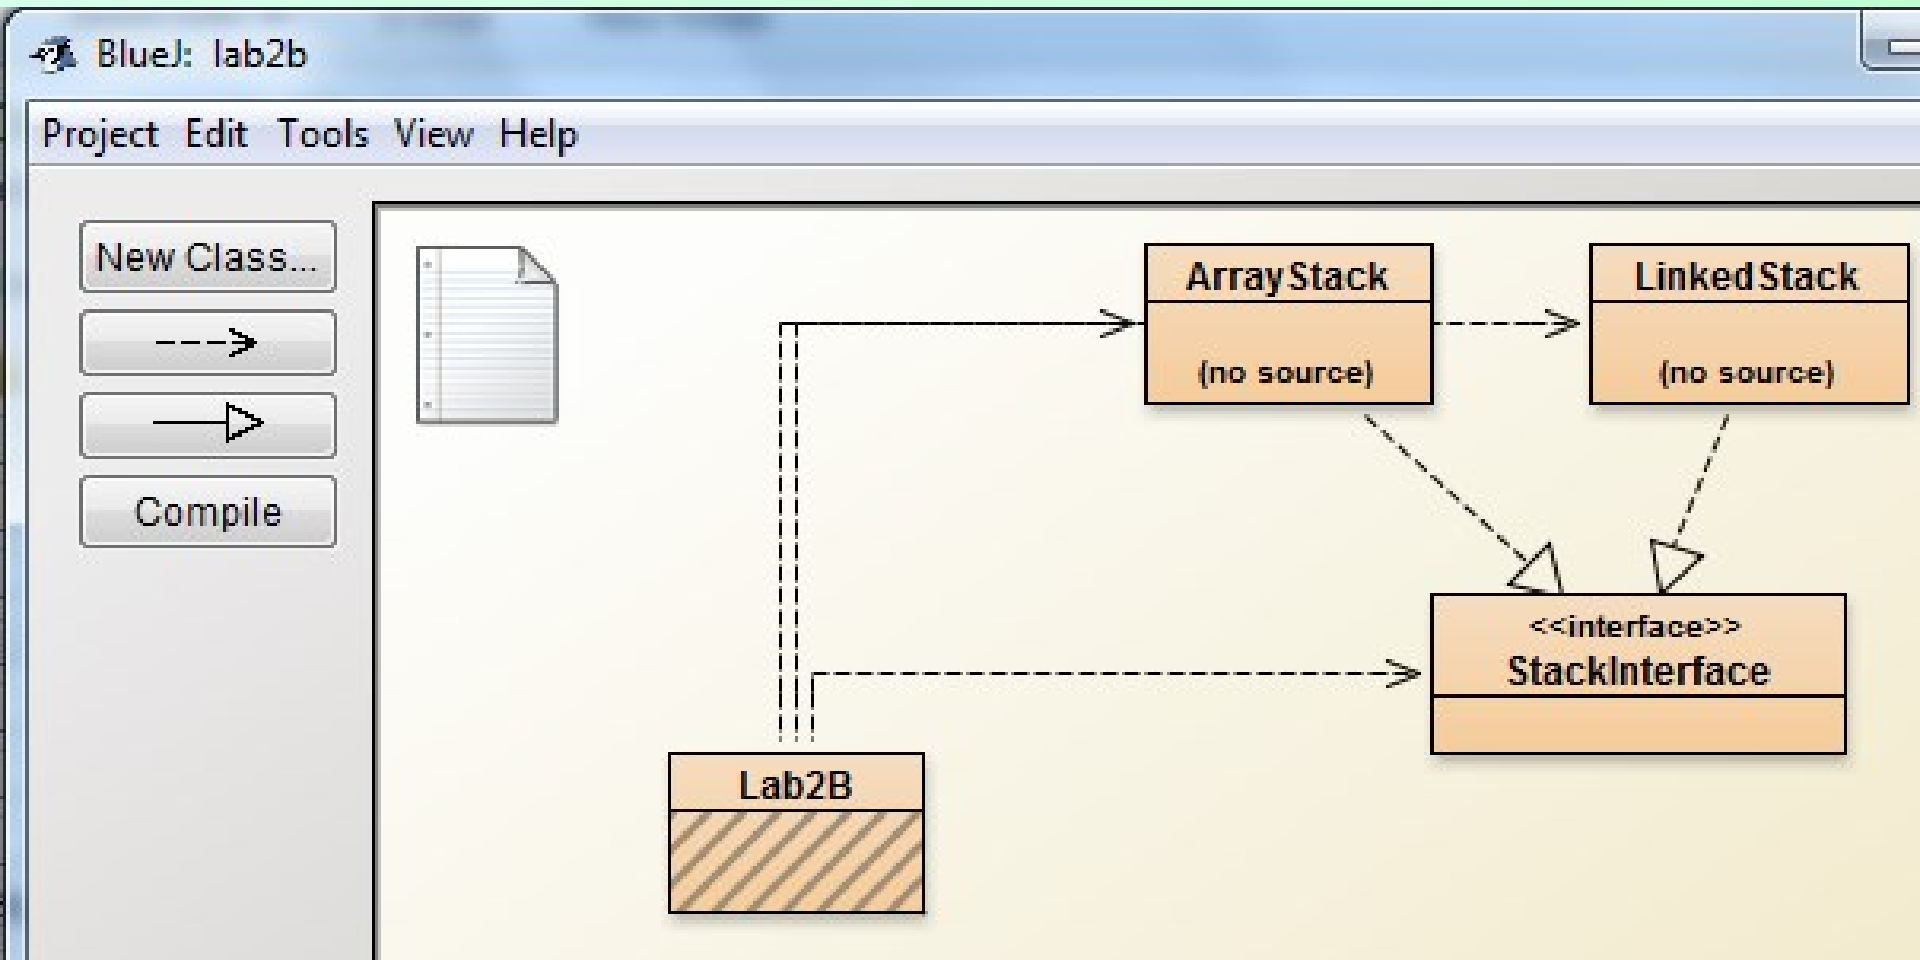 BlueJ: lab2b
Project Edit Tools View Help
New Class...
Compile
ArrayStack
(no source)
LinkedStack
(no source)
<<interface>>
StackInterface
Lab2B